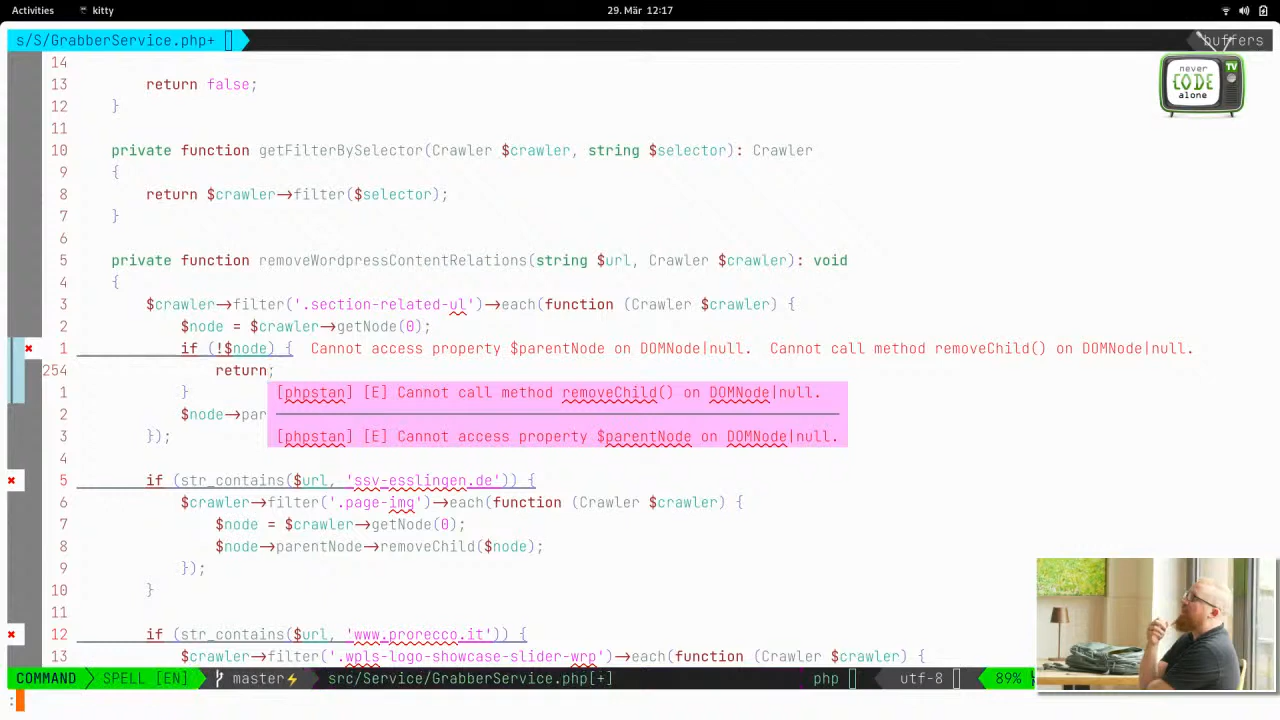 Activities kitty 29. Mär 12:17
s/S/GrabberService.php+ buffers
never
CODE
alone
TV
14
13 return false;
12 }
11
10 private function getFilterBySelector(Crawler $crawler, string $selector): Crawler
9 {
8 return $crawler->filter($selector);
7 }
6
5 private function removeWordpressContentRelations(string $url, Crawler $crawler): void
4 {
3 $crawler->filter('.section-related-ul')->each(function (Crawler $crawler) {
2 $node = $crawler->getNode(0);
1 if (!$node) { Cannot access property $parentNode on DOMNode|null. Cannot call method removeChild() on DOMNode|null.
254 return;
1 } [phpstan] [E] Cannot call method removeChild() on DOMNode|null.
2 $node->par
3 }); [phpstan] [E] Cannot access property $parentNode on DOMNode|null.
4
5 if (str_contains($url, 'ssv-esslingen.de')) {
6 $crawler->filter('.page-img')->each(function (Crawler $crawler) {
7 $node = $crawler->getNode(0);
8 $node->parentNode->removeChild($node);
9 });
10 }
11
12 if (str_contains($url, 'www.prorecco.it')) {
13 $crawler->filter('.wpls-logo-showcase-slider-wrp')->each(function (Crawler $crawler) {
COMMAND SPELL [EN] master⚡ src/Service/GrabberService.php[+] php utf-8 89%
: